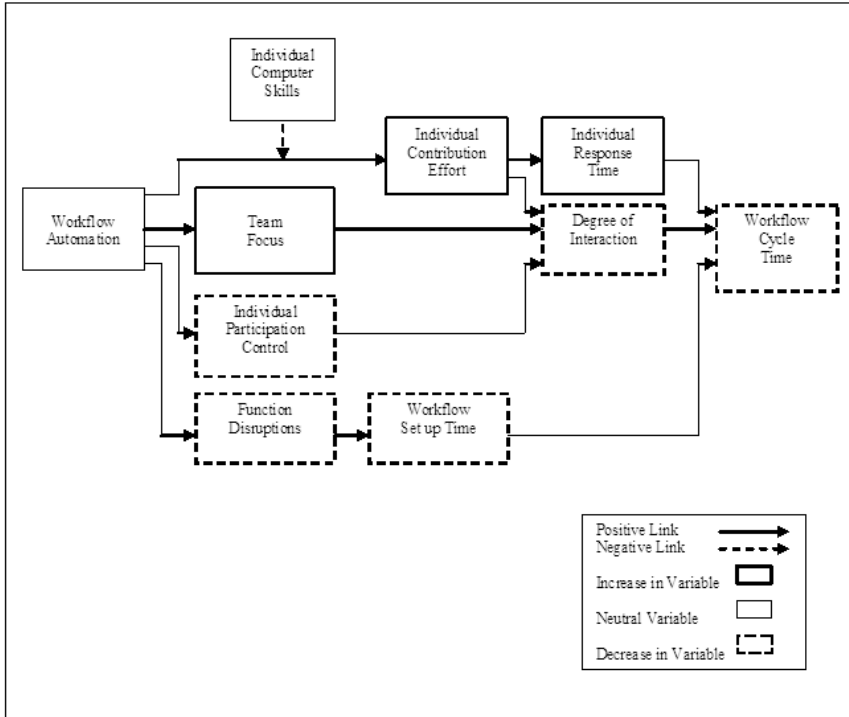 Individual
Computer
Skills
Individual
Contribution
Effort
Individual
Response
Time
Workflow
Automation
Team
Focus
Degree of
Interaction
Workflow
Cycle
Time
Individual
Participation
Control
Function
Disruptions
Workflow
Set up Time
Positive Link
Negative Link
Increase in Variable
Neutral Variable
Decrease in Variable